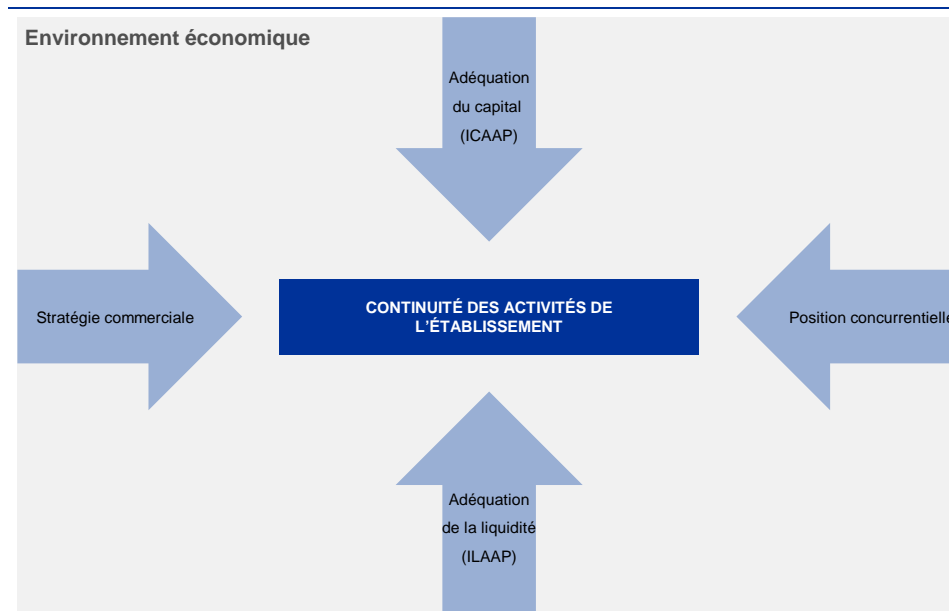 Environnement économique
Adéquation
du capital
(ICAAP)
Stratégie commerciale
CONTINUITÉ DES ACTIVITÉS DE
L’ÉTABLISSEMENT
Position concurrentielle
Adéquation
de la liquidité
(ILAAP)